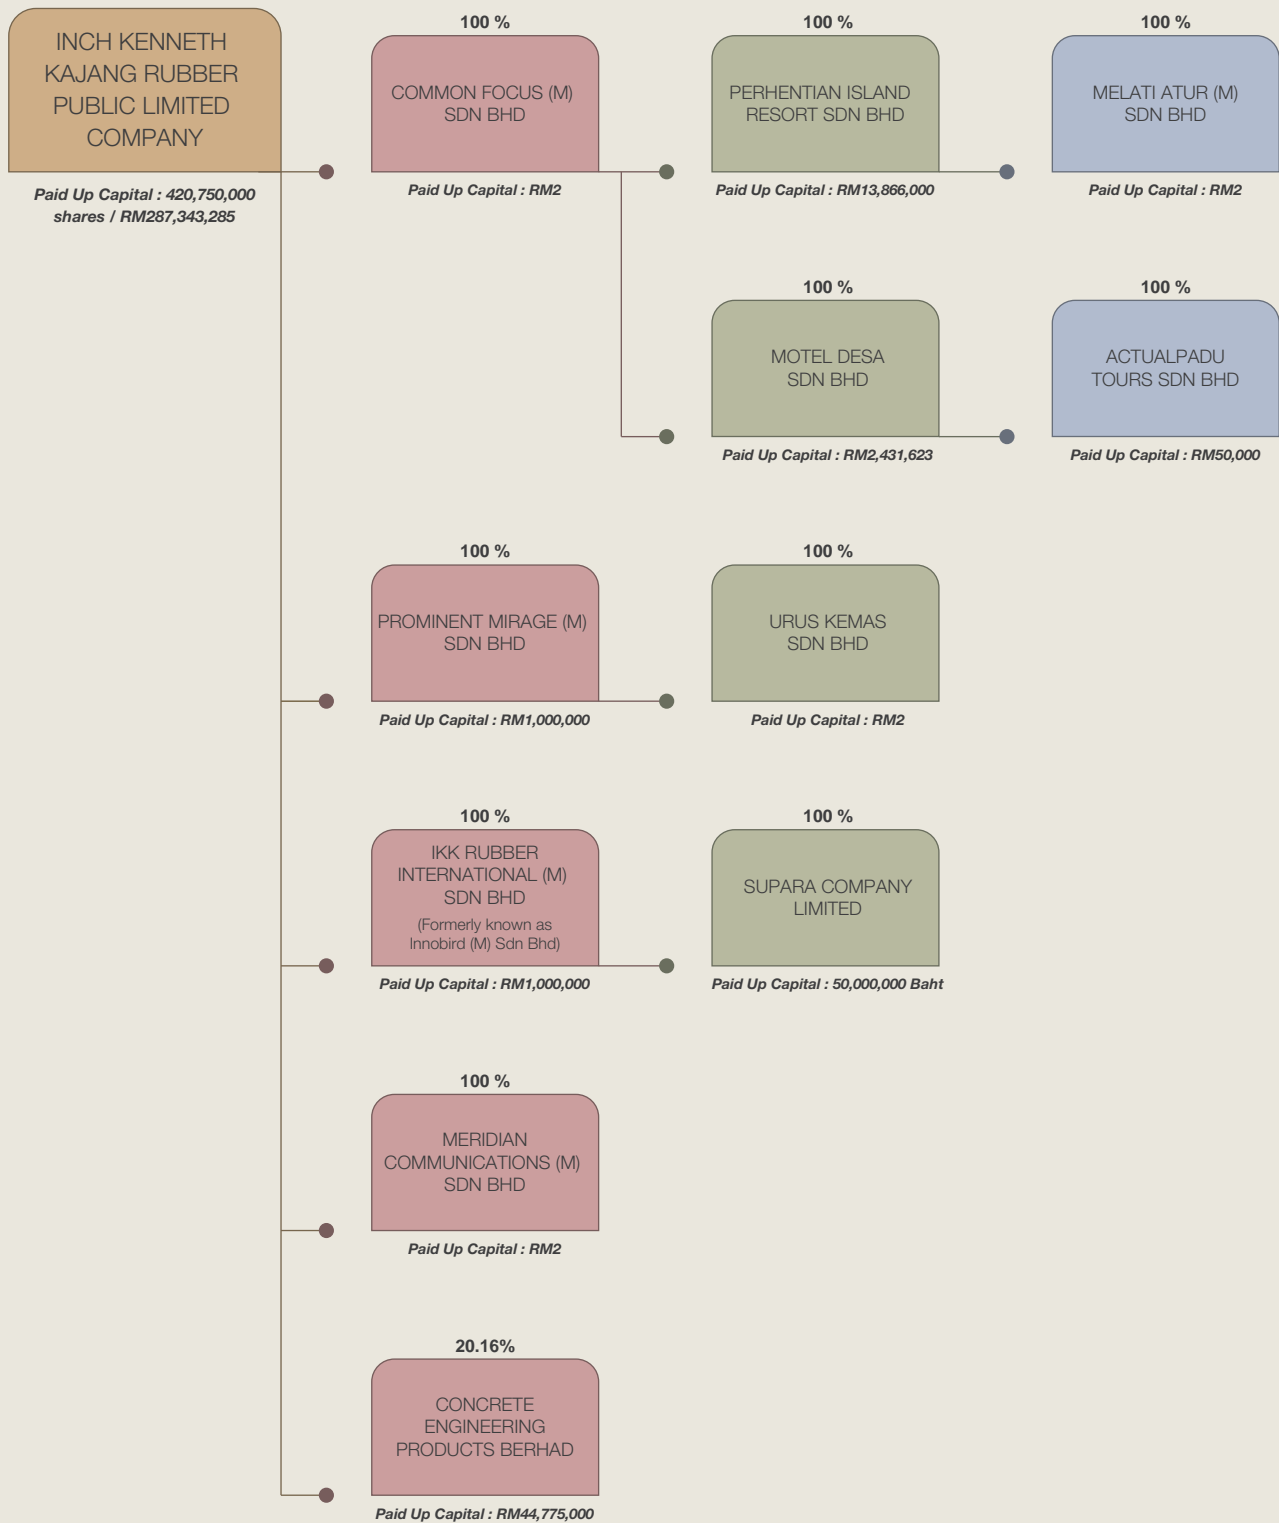 INCH KENNETH
KAJANG RUBBER
PUBLIC LIMITED
COMPANY
Paid Up Capital : 420,750,000
shares / RM287,343,285
100 %
COMMON FOCUS (M)
SDN BHD
Paid Up Capital : RM2
100 %
PERHENTIAN ISLAND
RESORT SDN BHD
Paid Up Capital : RM13,866,000
100 %
MELATI ATUR (M)
SDN BHD
Paid Up Capital : RM2
100 %
MOTEL DESA
SDN BHD
Paid Up Capital : RM2,431,623
100 %
ACTUALPADU
TOURS SDN BHD
Paid Up Capital : RM50,000
100 %
PROMINENT MIRAGE (M)
SDN BHD
Paid Up Capital : RM1,000,000
100 %
URUS KEMAS
SDN BHD
Paid Up Capital : RM2
100 %
IKK RUBBER
INTERNATIONAL (M)
SDN BHD
(Formerly known as
Innobird (M) Sdn Bhd)
Paid Up Capital : RM1,000,000
100 %
SUPARA COMPANY
LIMITED
Paid Up Capital : 50,000,000 Baht
100 %
MERIDIAN
COMMUNICATIONS (M)
SDN BHD
Paid Up Capital : RM2
20.16%
CONCRETE
ENGINEERING
PRODUCTS BERHAD
Paid Up Capital : RM44,775,000